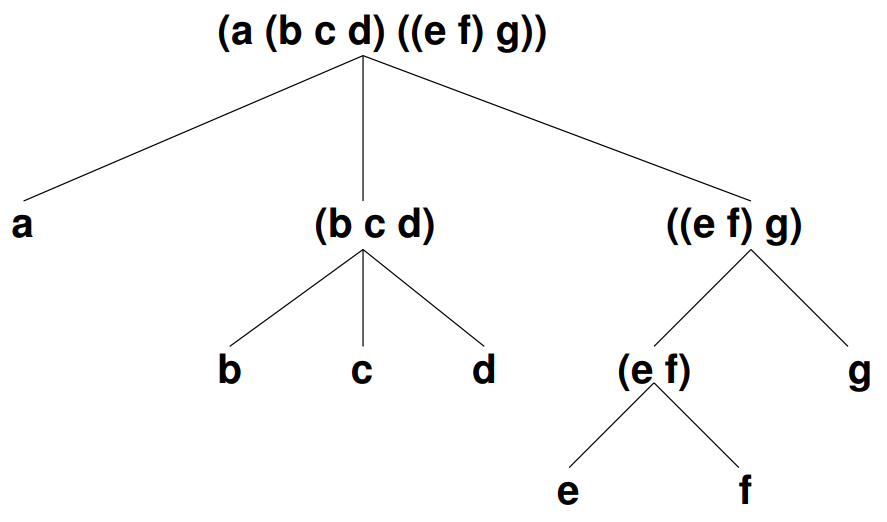 (a (b c d) ((e f) g))
a (b c d) ((e f) g)
b c d (e f) g
e f